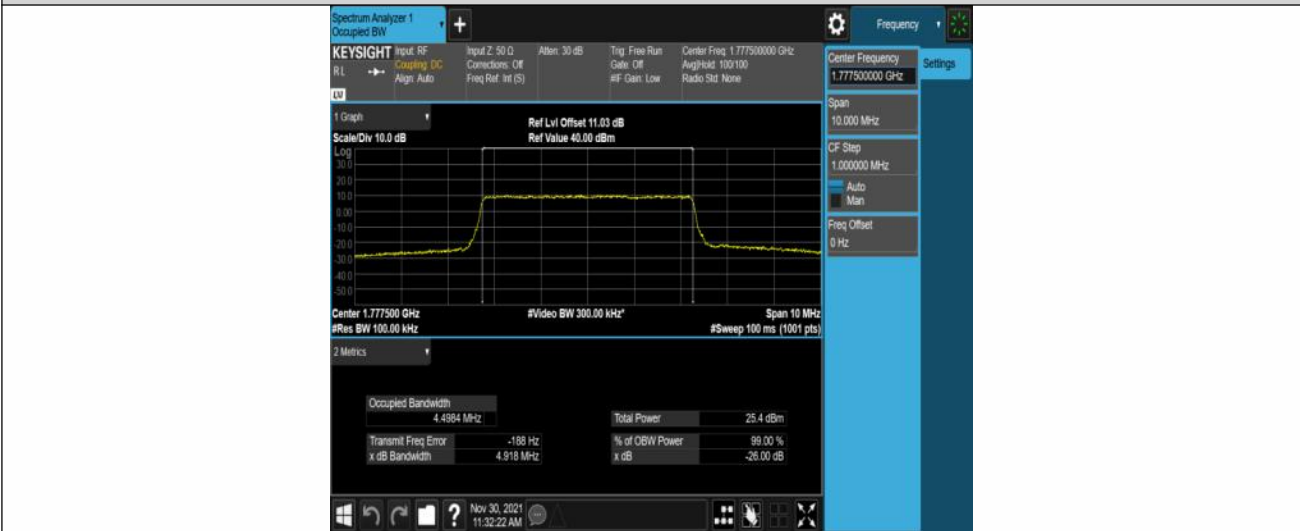 Spectrum Analyzer 1
Occupied BW
+
Frequency
KEYSIGHT
RL
LV
Input: RF
Coupling: DC
Align: Auto
Input Z: 50 Ω
Corrections: Off
Freq Ref: Int (S)
Atten: 30 dB
Trig: Free Run
Gate: Off
#IF Gain: Low
Center Freq: 1.777500000 GHz
Avg|Hold: 100/100
Radio Std: None
Center Frequency
1.777500000 GHz
Settings
Span
10.000 MHz
CF Step
1.000000 MHz
Auto
Man
Freq Offset
0 Hz
1 Graph
Scale/Div 10.0 dB
Ref Lvl Offset 11.03 dB
Ref Value 40.00 dBm
Log
30.0
20.0
10.0
0.00
-10.0
-20.0
-30.0
-40.0
-50.0
Center 1.777500 GHz
#Video BW 300.00 kHz*
Span 10 MHz
#Res BW 100.00 kHz
#Sweep 100 ms (1001 pts)
2 Metrics
Occupied Bandwidth
4.4984 MHz
Total Power 25.4 dBm
Transmit Freq Error -188 Hz
% of OBW Power 99.00 %
x dB Bandwidth 4.918 MHz
x dB -26.00 dB
?
Nov 30, 2021
11:32:22 AM